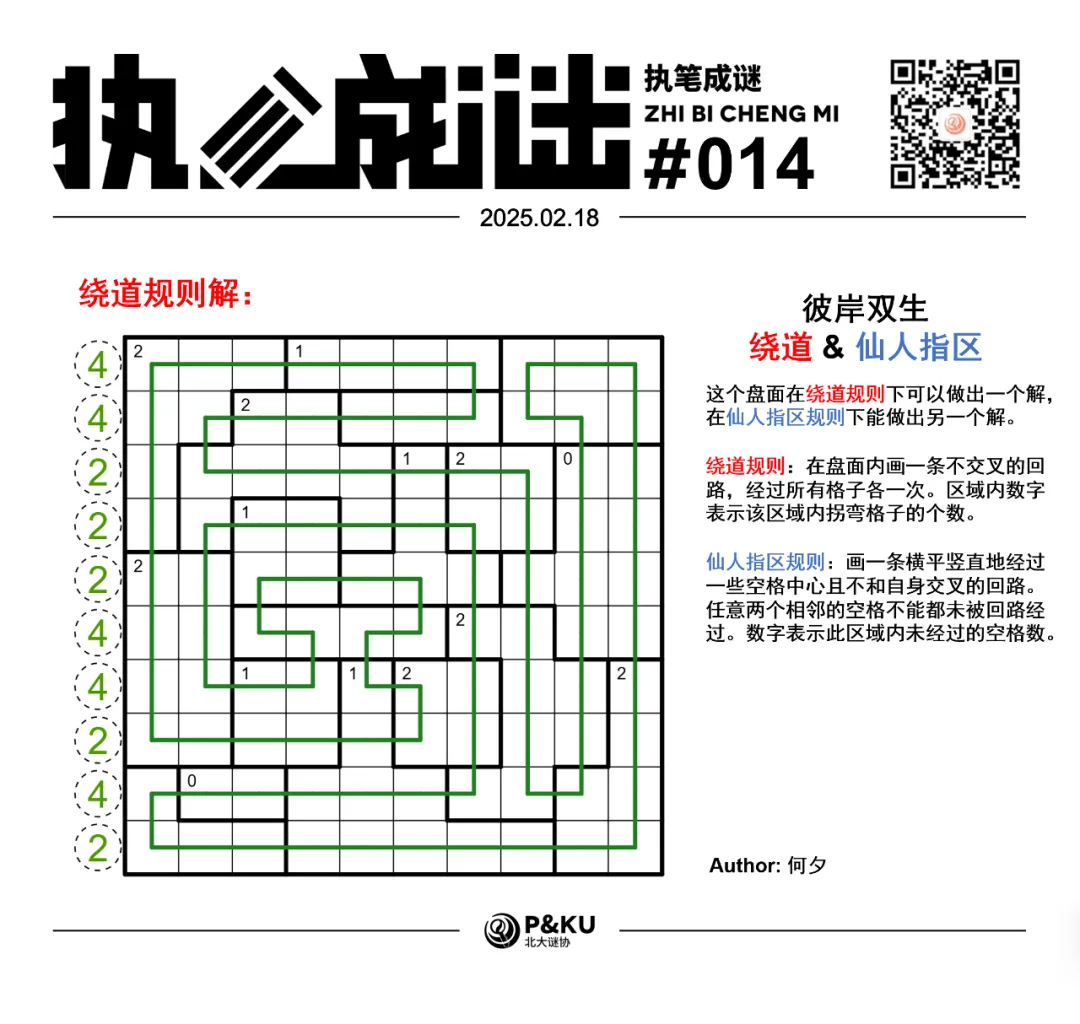 执笔成谜
执笔成谜
ZHI BI CHENG MI
#014
2025.02.18
绕道规则解：
彼岸双生
绕道 & 仙人指区
这个盘面在绕道规则下可以做出一个解，
在仙人指区规则下能做出另一个解。
绕道规则：在盘面内画一条不交叉的回
路，经过所有格子各一次。区域内数字
表示该区域内拐弯格子的个数。
仙人指区规则：画一条横平竖直地经过
一些空格中心且不和自身交叉的回路。
任意两个相邻的空格不能都未被回路经
过。数字表示此区域内未经过的空格数。
4 2 1
4 2
2 1 2 0
2 1
2 2
4 2
4 1 1 2 2
2
4 0
2
Author: 何夕
P&KU
北大谜协